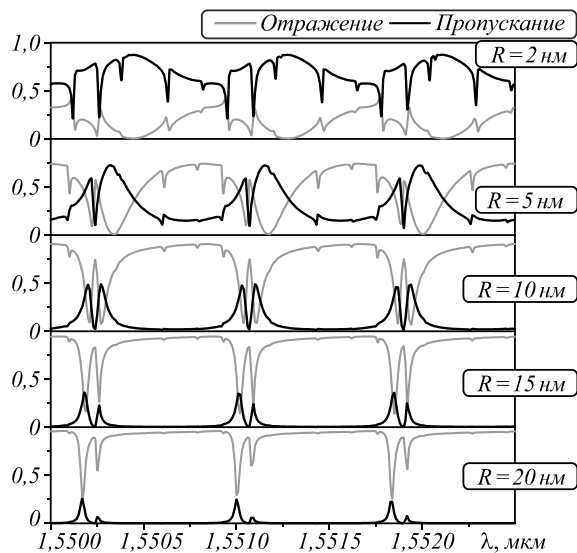 Отражение Пропускание
1,0
R = 2 нм
0,5
0
0,5
R = 5 нм
0
0,5
R = 10 нм
0
0,5
R = 15 нм
0
0,5
R = 20 нм
0
1,5500 1,5505 1,5510 1,5515 1,5520 λ, мкм